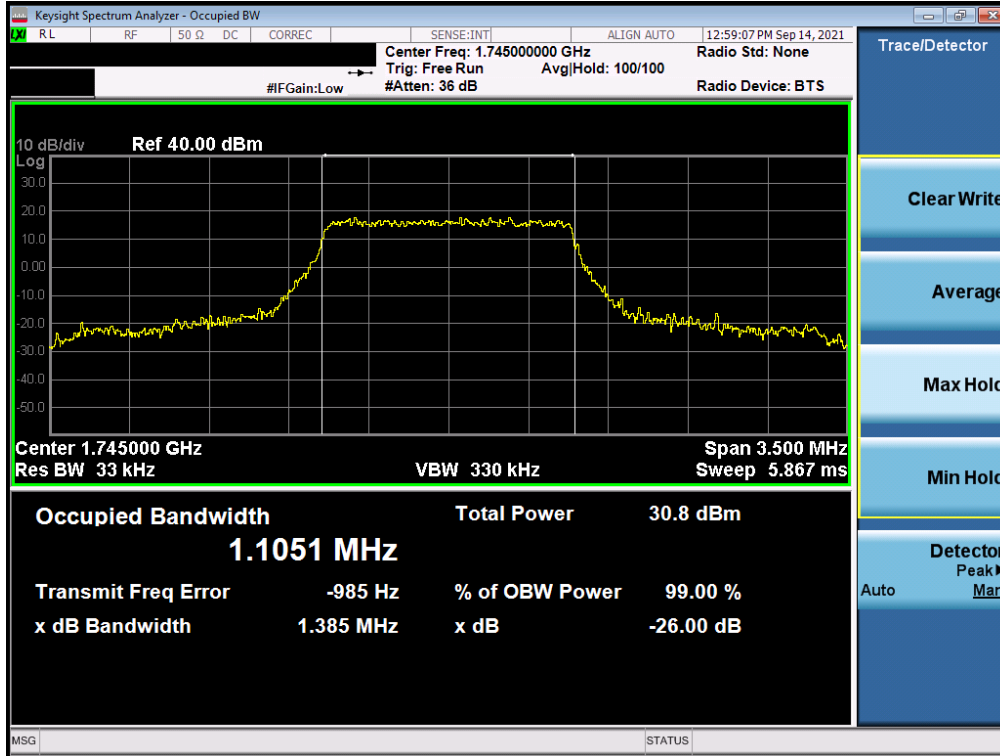 Keysight Spectrum Analyzer - Occupied BW
LXI RL RF 50 Ω DC CORREC SENSE:INT ALIGN AUTO 12:59:07 PM Sep 14, 2021
Center Freq: 1.745000000 GHz Radio Std: None
Trig: Free Run Avg|Hold: 100/100
#IFGain:Low #Atten: 36 dB Radio Device: BTS
Trace/Detector
10 dB/div Ref 40.00 dBm
Log
30.0
20.0
10.0
0.00
-10.0
-20.0
-30.0
-40.0
-50.0
Center 1.745000 GHz Span 3.500 MHz
Res BW 33 kHz VBW 330 kHz Sweep 5.867 ms
Occupied Bandwidth Total Power 30.8 dBm
1.1051 MHz
Transmit Freq Error -985 Hz % of OBW Power 99.00 %
x dB Bandwidth 1.385 MHz x dB -26.00 dB
Clear Write
Average
Max Hold
Min Hold
Detector
Peak
Auto Man
MSG STATUS